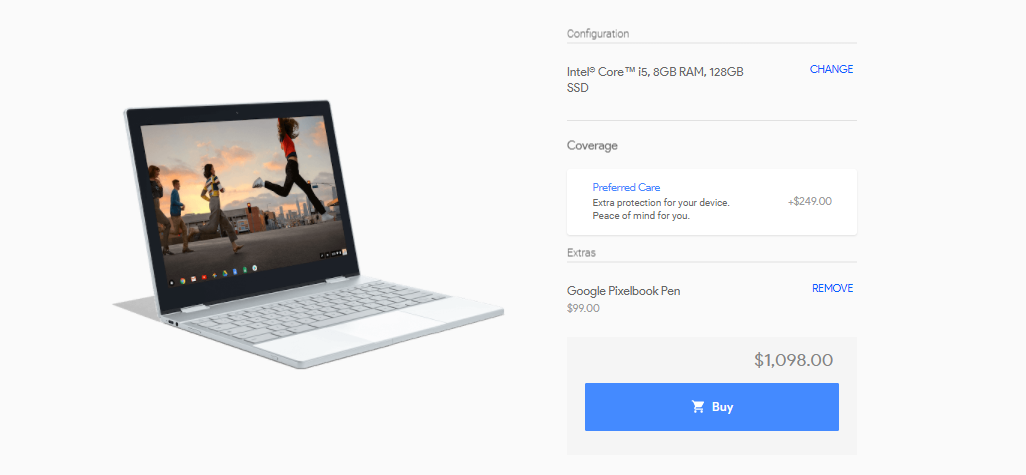 Configuration
Intel® Core™ i5, 8GB RAM, 128GB
SSD
CHANGE
Coverage
Preferred Care
Extra protection for your device.
Peace of mind for you.
+$249.00
Extras
Google Pixelbook Pen
REMOVE
$99.00
$1,098.00
Buy